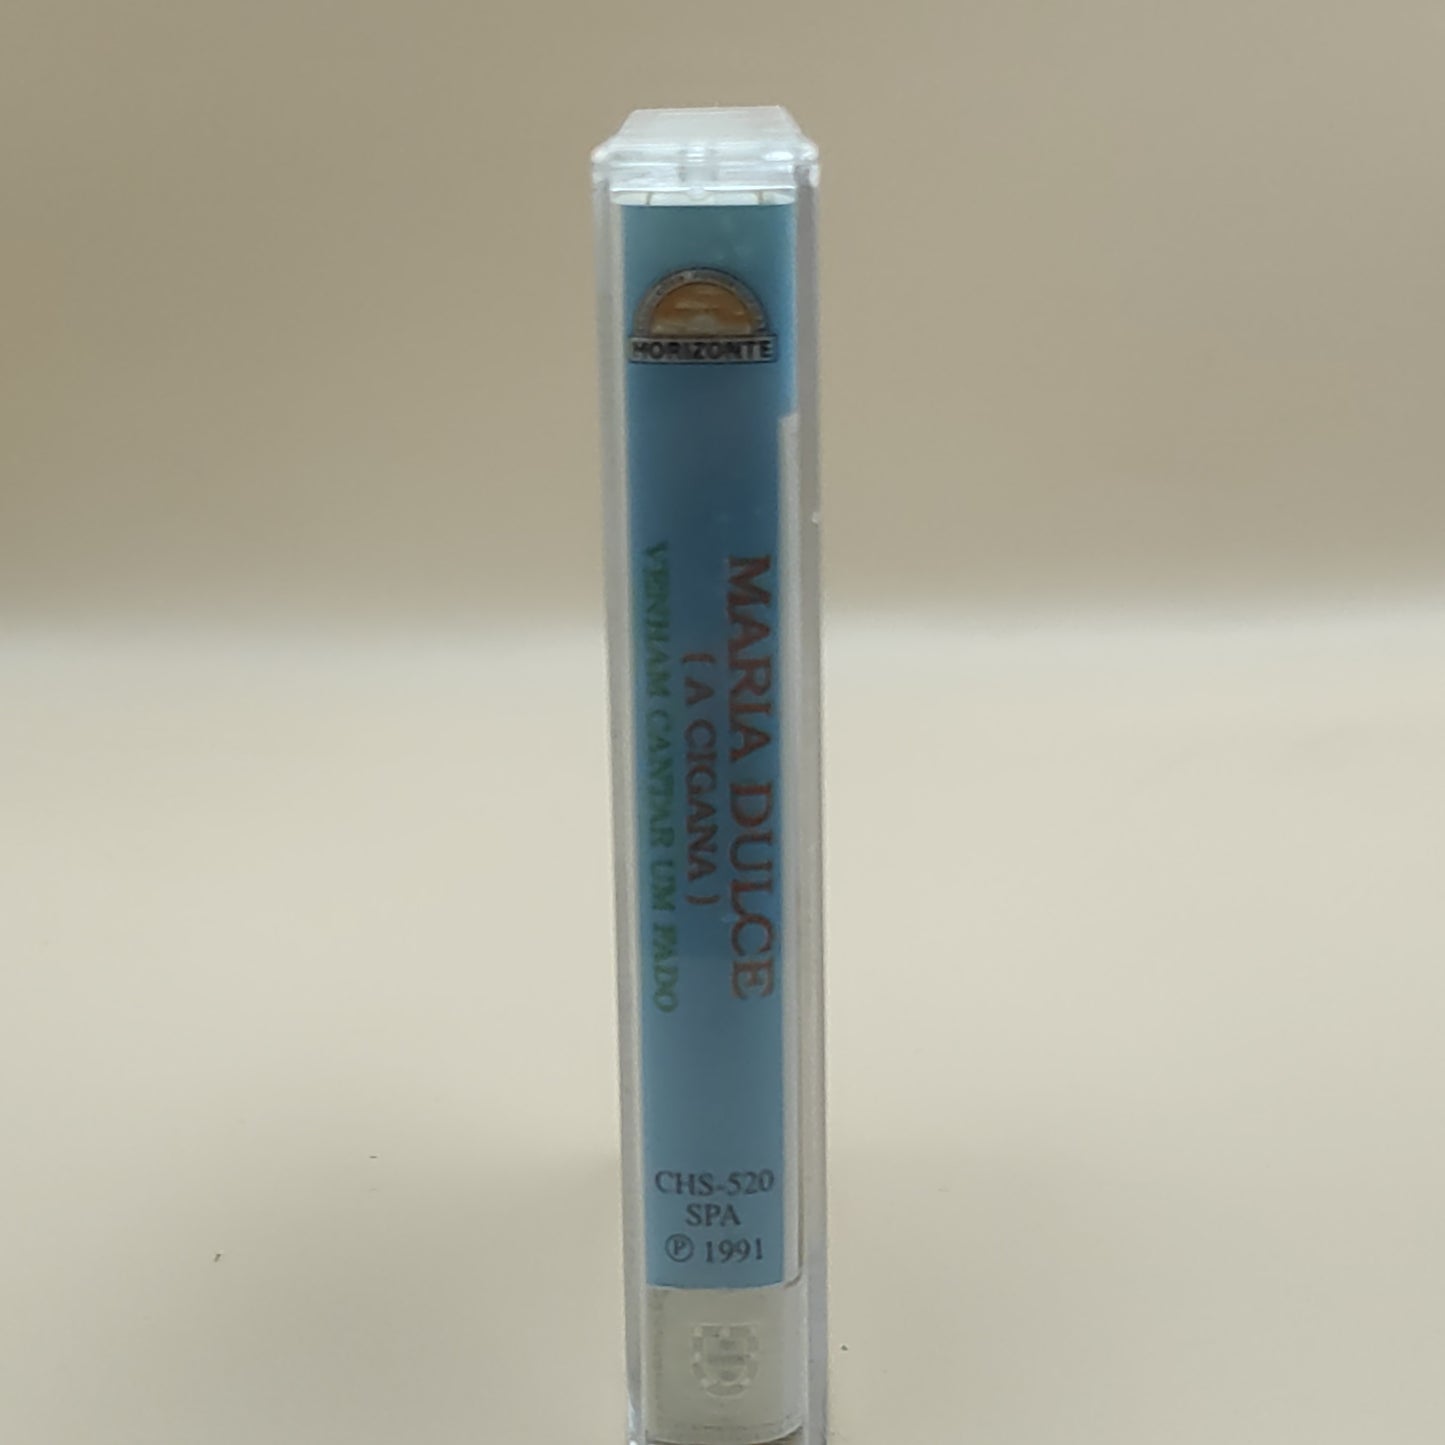 HORIZONTE
MARIA DULCE
( A CIGANA )
VENHAM CANTAR UM FADO
CHS-520
SPA
℗ 1991